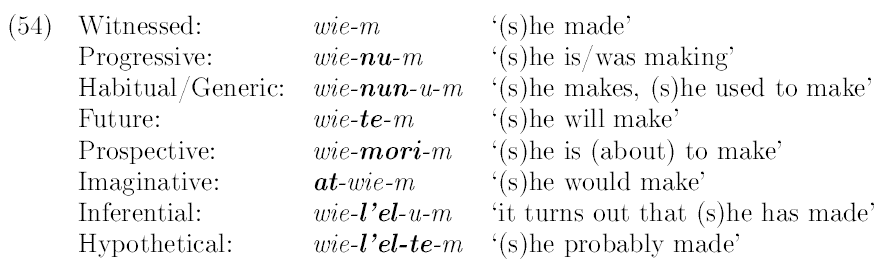 (54) Witnessed: wie-m ‘(s)he made’
Progressive: wie-nu-m ‘(s)he is/was making’
Habitual/Generic: wie-nun-u-m ‘(s)he makes, (s)he used to make’
Future: wie-te-m ‘(s)he will make’
Prospective: wie-mori-m ‘(s)he is (about) to make’
Imaginative: at-wie-m ‘(s)he would make’
Inferential: wie-l’el-u-m ‘it turns out that (s)he has made’
Hypothetical: wie-l’el-te-m ‘(s)he probably made’